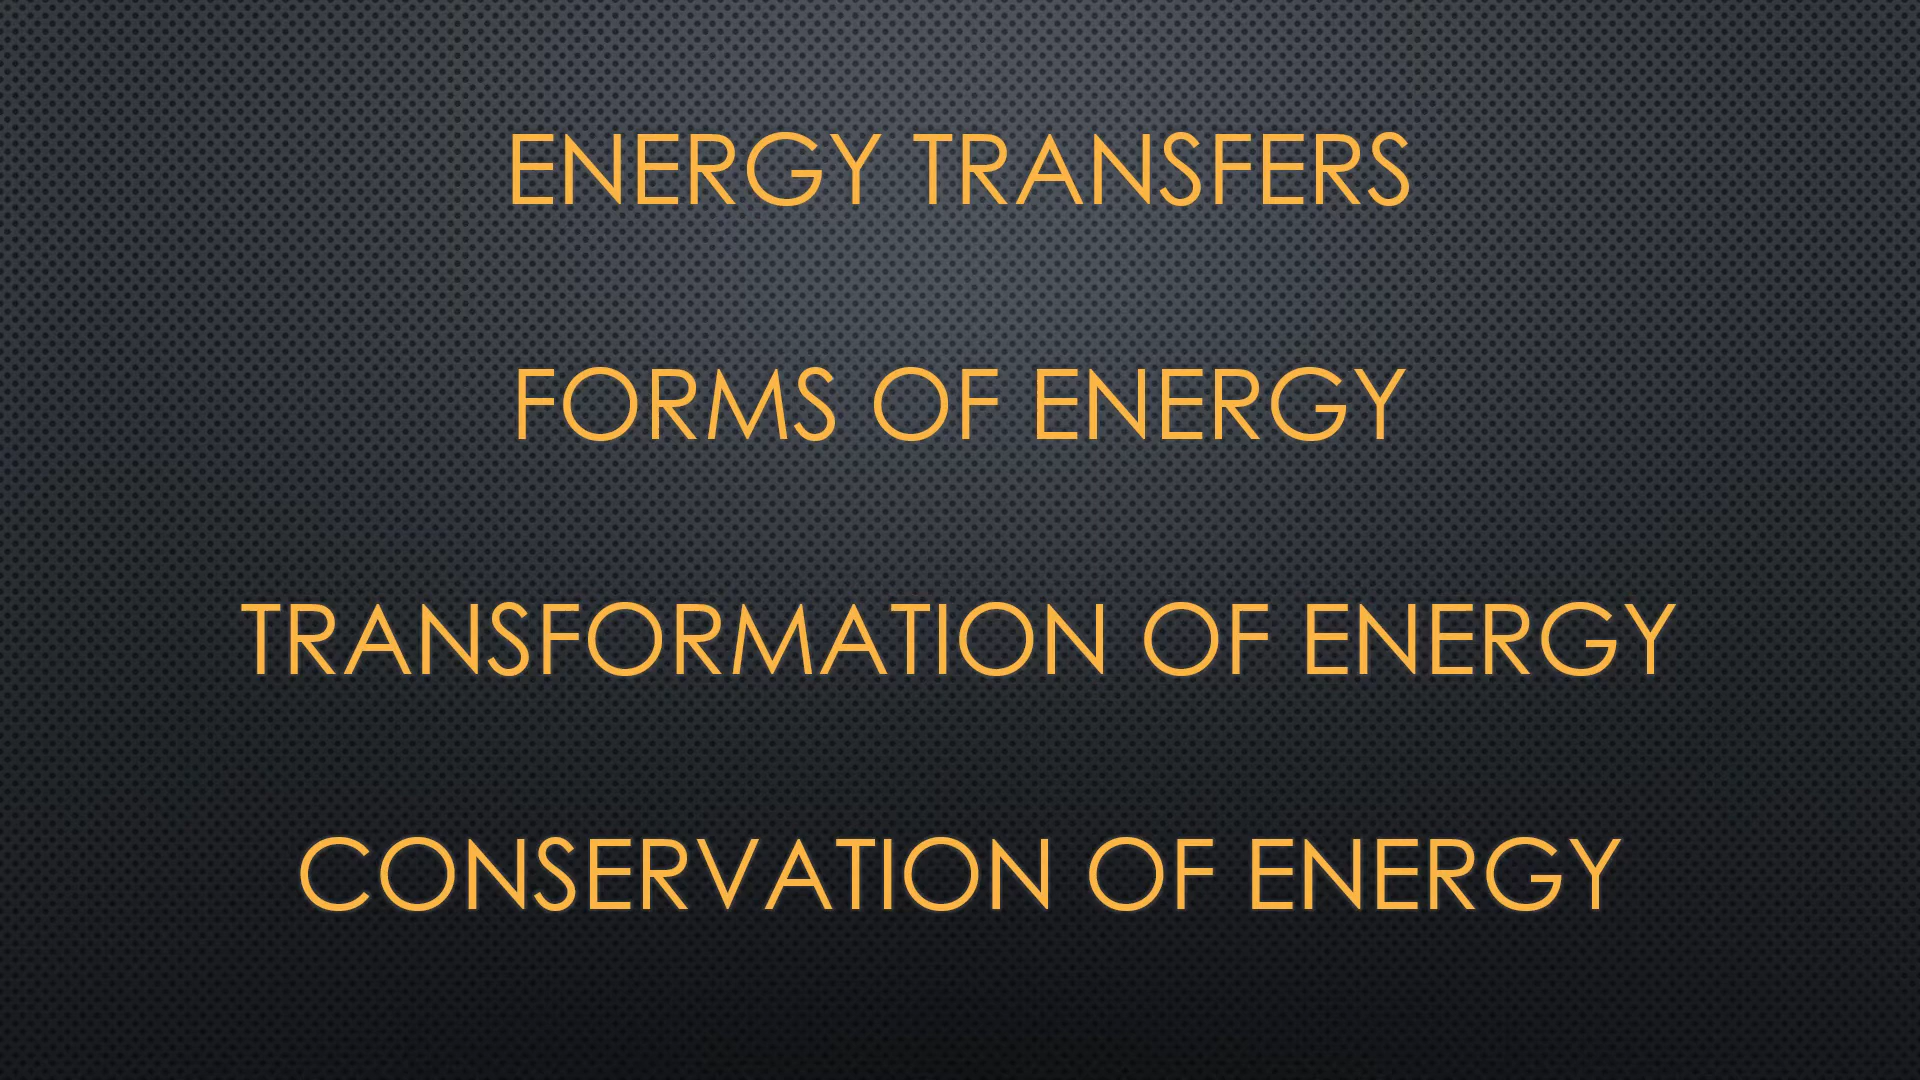 ENERGY TRANSFERS
FORMS OF ENERGY
TRANSFORMATION OF ENERGY
CONSERVATION OF ENERGY